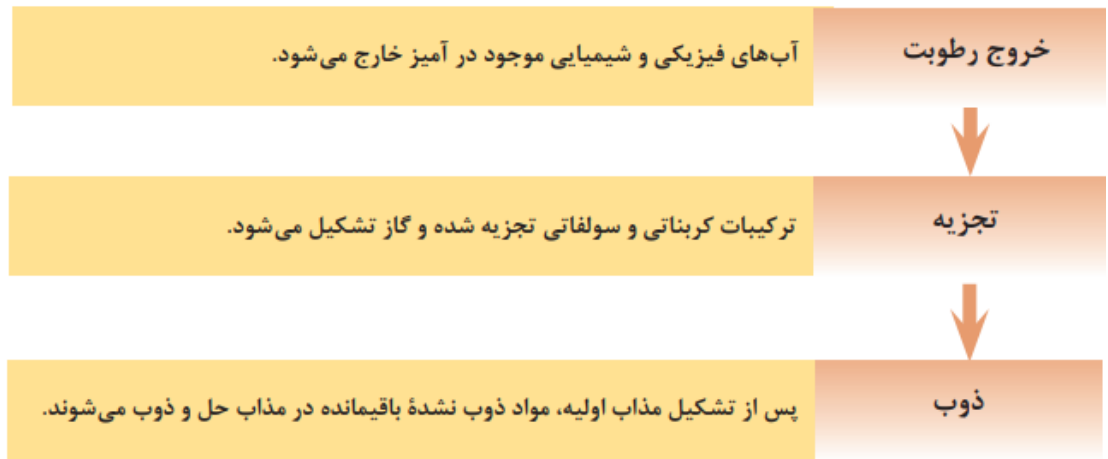 خروج رطوبت
آب‌های فیزیکی و شیمیایی موجود در آمیز خارج می‌شود.
تجزیه
ترکیبات کربناتی و سولفاتی تجزیه شده و گاز تشکیل می‌شود.
ذوب
پس از تشکیل مذاب اولیه، مواد ذوب نشدۀ باقیمانده در مذاب حل و ذوب می‌شوند.